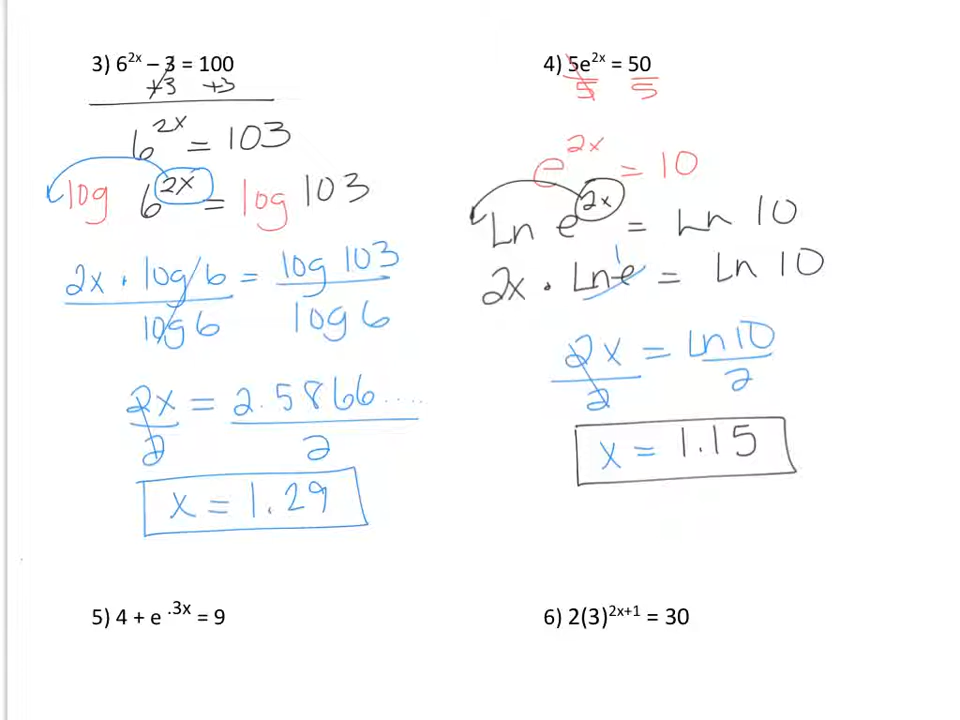 3) 6^2x – 3 = 100
+3 +3
6^2x = 103
log 6^2x = log 103
2x · log 6 = log 103
log 6 log 6
2x = 2.5866....
2 2
x = 1.29
4) 5e^2x = 50
5 5
e^2x = 10
Ln e^2x = Ln 10
1
2x · Ln e = Ln 10
2x = Ln 10
2 2
x = 1.15
5) 4 + e^.3x = 9
6) 2(3)^2x+1 = 30